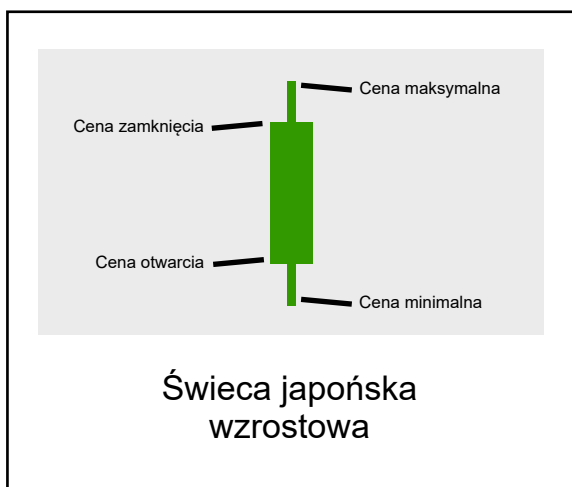 Cena maksymalna
Cena zamknięcia
Cena otwarcia
Cena minimalna
Świeca japońska
wzrostowa